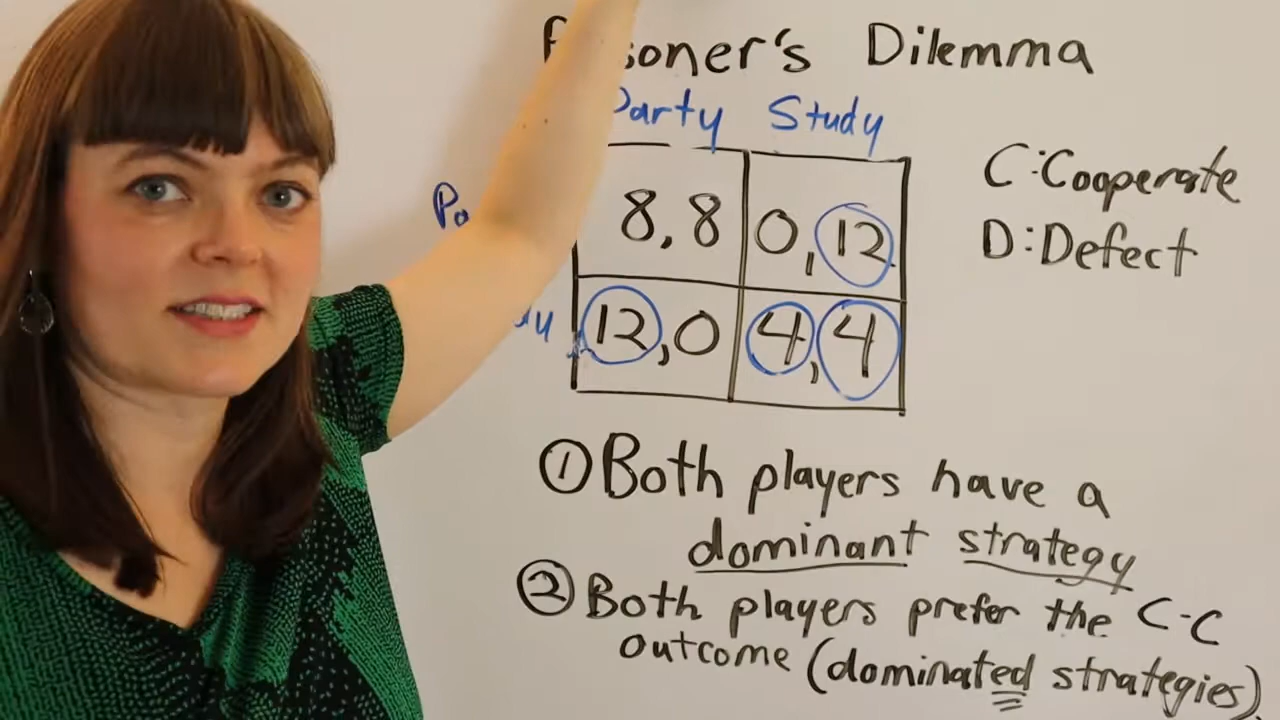 Dilemma
Party Study
C:Cooperate
8,8 0,12
D:Defect
12,0 4,4
① Both players have a
dominant strategy
② Both players prefer the C-C
outcome (dominated strategies)